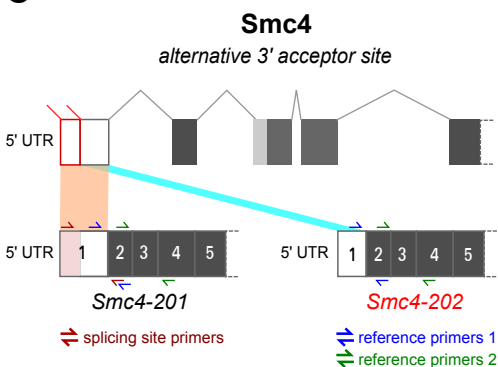 Smc4
alternative 3' acceptor site
5' UTR
5' UTR 1 2 3 4 5
5' UTR 1 2 3 4 5
Smc4-201
Smc4-202
splicing site primers
reference primers 1
reference primers 2